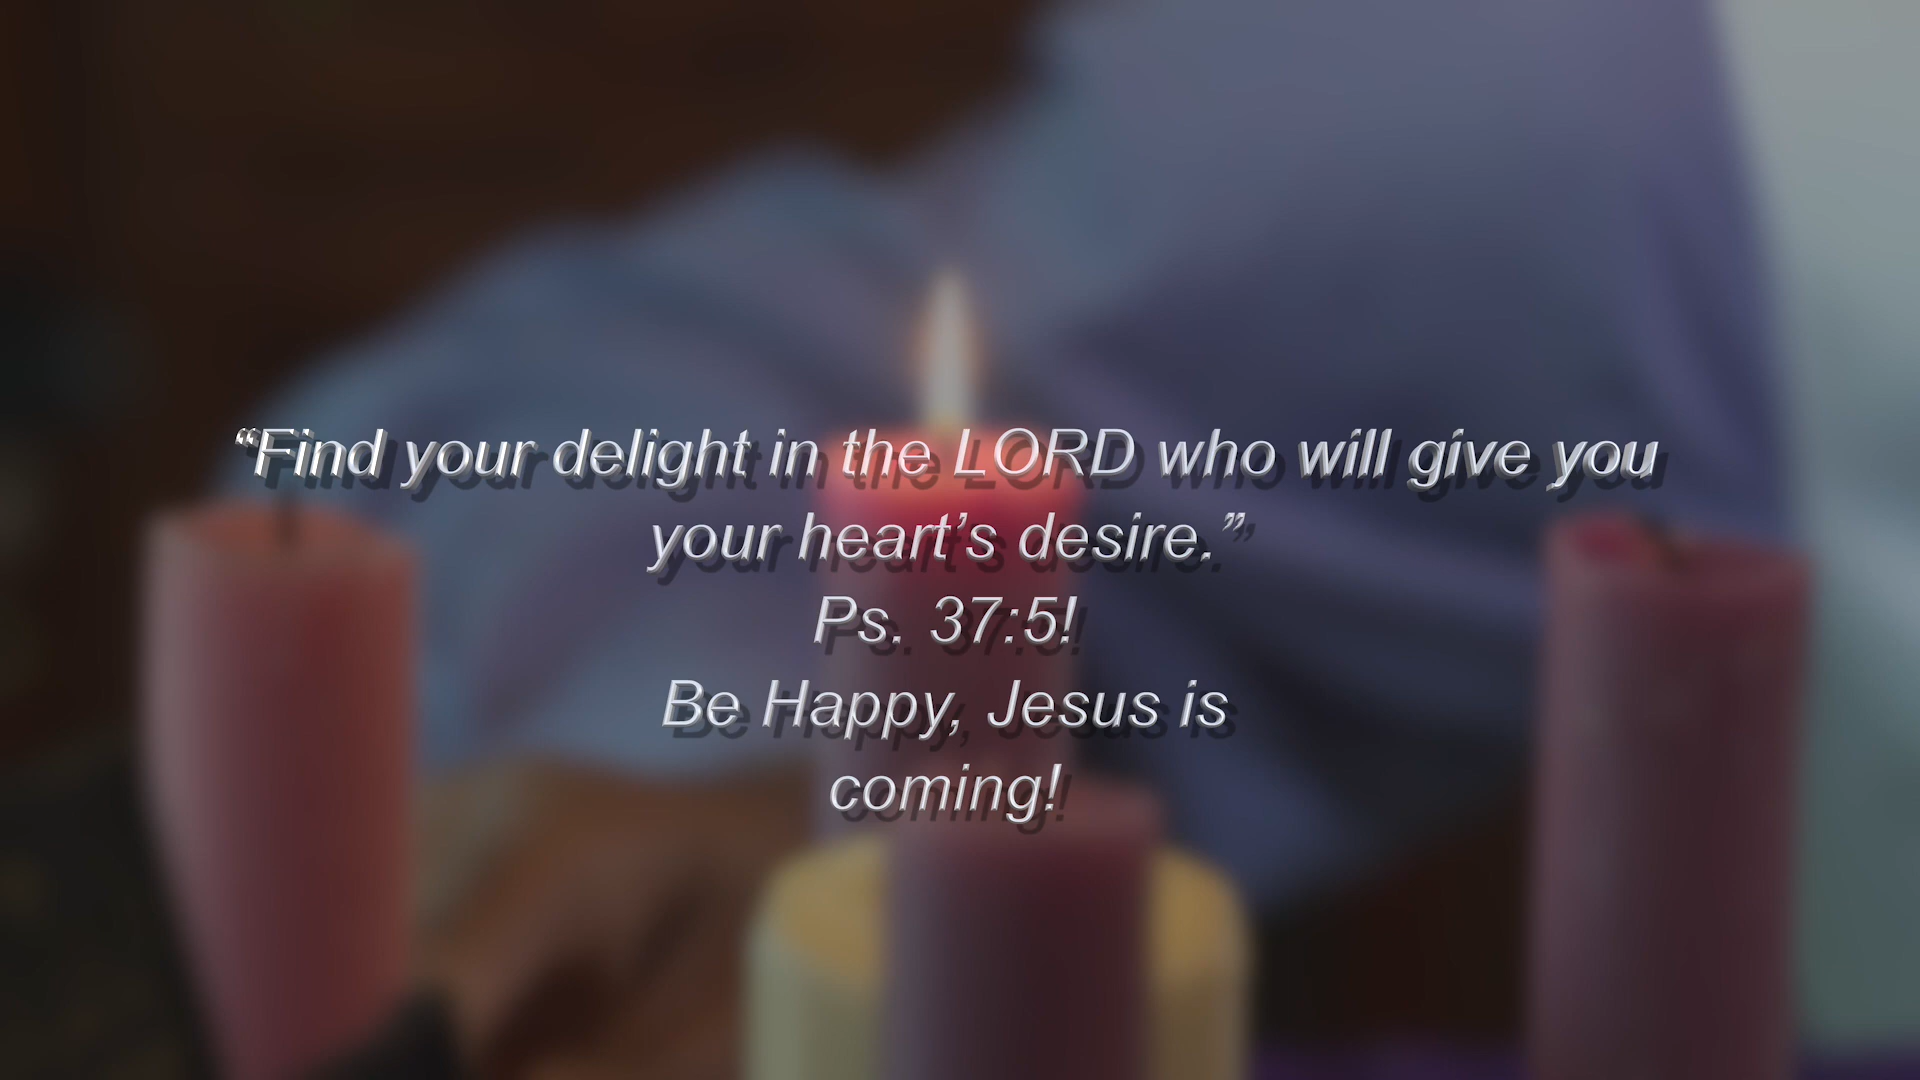 “Find your delight in the LORD who will give you
your heart’s desire.”
Ps. 37:5!
Be Happy, Jesus is
coming!